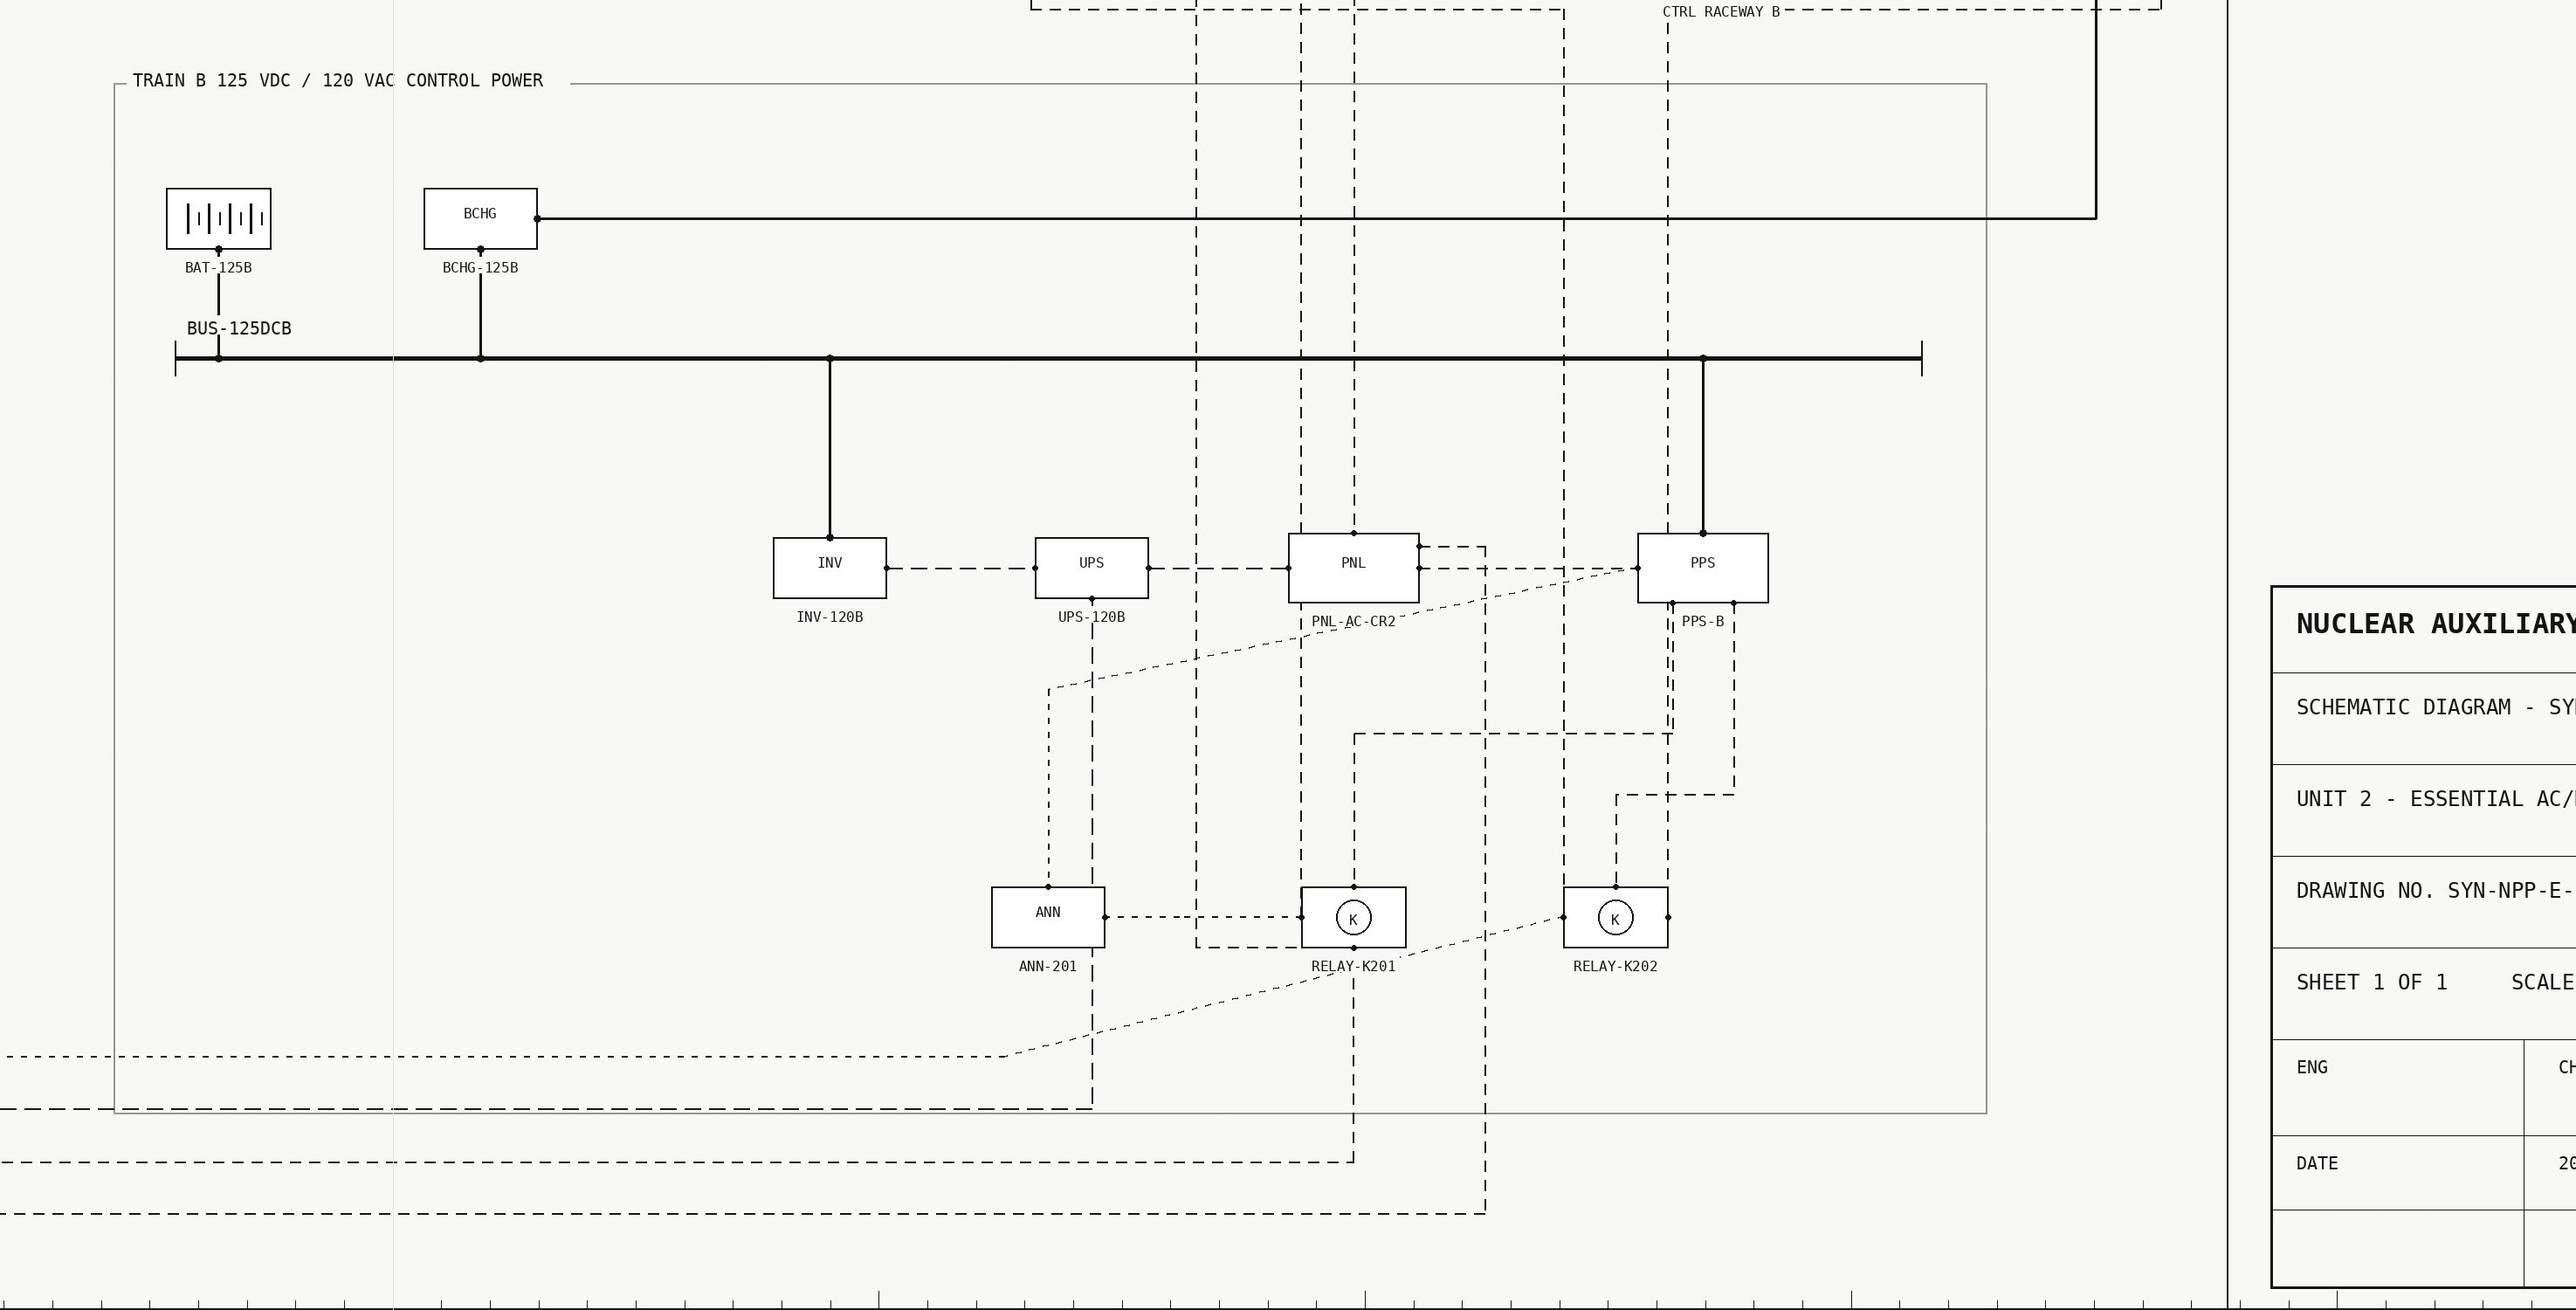 CTRL RACEWAY B
TRAIN B 125 VDC / 120 VAC CONTROL POWER
BCHG
BAT-125B
BCHG-125B
BUS-125DCB
INV
UPS
PNL
PPS
INV-120B
UPS-120B
PNL-AC-CR2
PPS-B
ANN
K
K
ANN-201
RELAY-K201
RELAY-K202
NUCLEAR AUXILIARY
SCHEMATIC DIAGRAM - SY
UNIT 2 - ESSENTIAL AC/
DRAWING NO. SYN-NPP-E-
SHEET 1 OF 1 SCALE
ENG CH
DATE 20